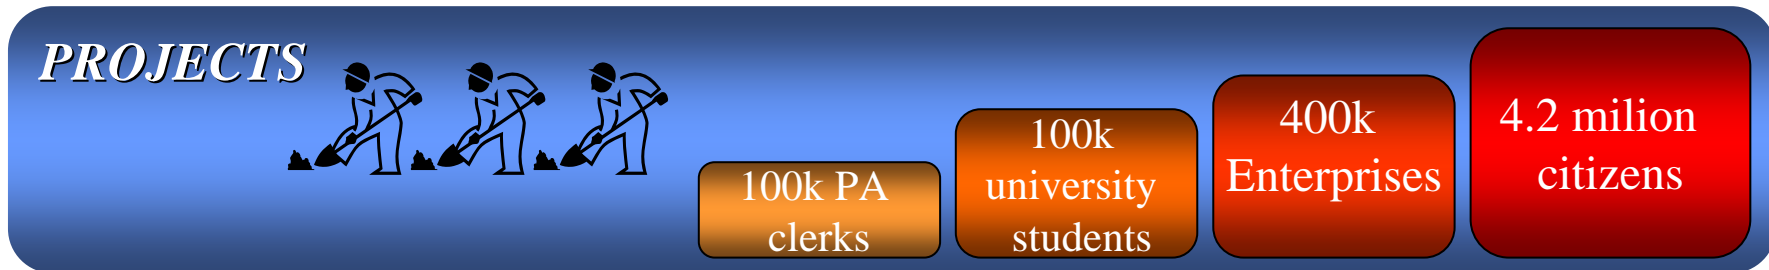 PROJECTS
100k PA
clerks
100k
university
students
400k
Enterprises
4.2 milion
citizens